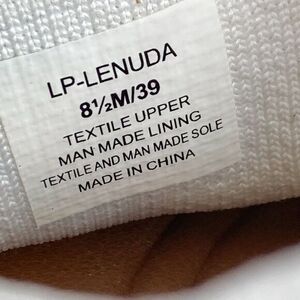 LP-LENUDA
8½M/39
TEXTILE UPPER
MAN MADE LINING
TEXTILE AND MAN MADE SOLE
MADE IN CHINA